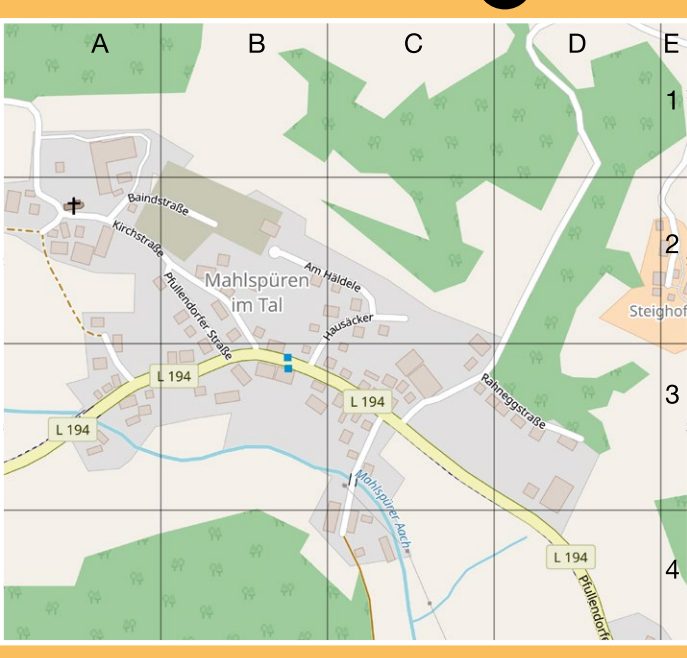 A
B
C
D
E
1
Baindstraße
Kirchstraße
2
Am Häldele
Mahlspüren
im Tal
Pfullendorfer Straße
Hausäcker
Steighof
L 194
L 194
Rahneggstraße
3
L 194
Mahlspürer Aach
L 194
4
Pfullendorfe